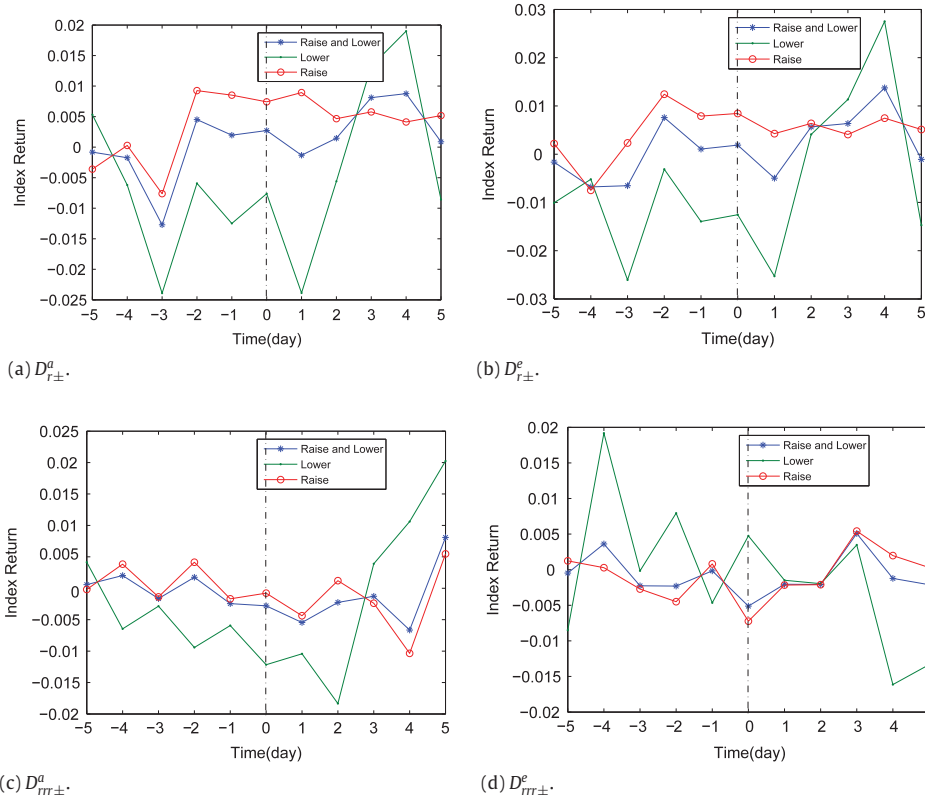 0.02
0.015
0.01
0.005
0
−0.005
−0.01
−0.015
−0.02
−0.025
Index Return
−5 −4 −3 −2 −1 0 1 2 3 4 5
Time(day)
Raise and Lower
Lower
Raise
(a) D^a_{r±}.
0.03
0.02
0.01
0
−0.01
−0.02
−0.03
Index Return
−5 −4 −3 −2 −1 0 1 2 3 4 5
Time(day)
Raise and Lower
Lower
Raise
(b) D^e_{r±}.
0.025
0.02
0.015
0.01
0.005
0
−0.005
−0.01
−0.015
−0.02
Index Return
−5 −4 −3 −2 −1 0 1 2 3 4 5
Time(day)
Raise and Lower
Lower
Raise
(c) D^a_{rrr±}.
0.02
0.015
0.01
0.005
0
−0.005
−0.01
−0.015
−0.02
Index Return
−5 −4 −3 −2 −1 0 1 2 3 4 5
Time(day)
Raise and Lower
Lower
Raise
(d) D^e_{rrr±}.